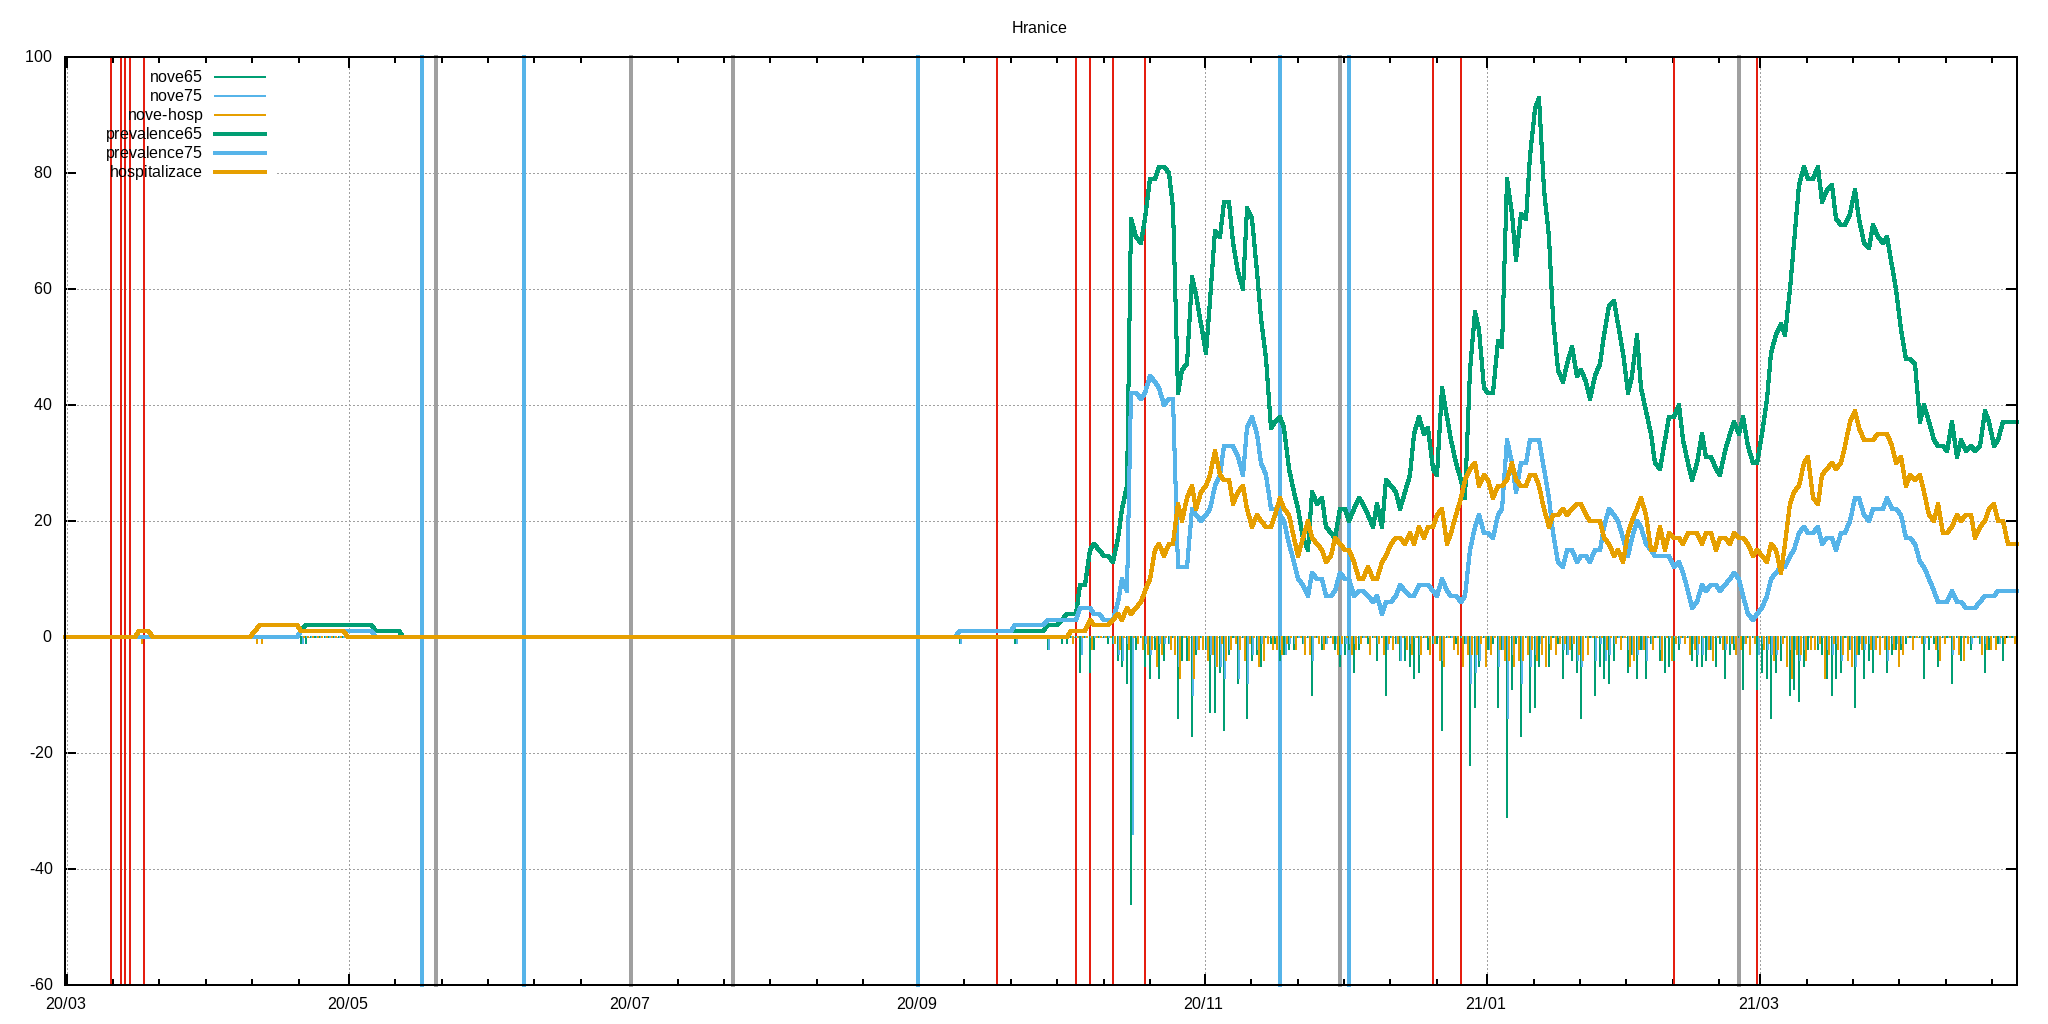 Hranice
100
80
60
40
20
0
-20
-40
-60
nove65
nove75
nove-hosp
prevalence65
prevalence75
hospitalizace
20/03 20/05 20/07 20/09 20/11 21/01 21/03